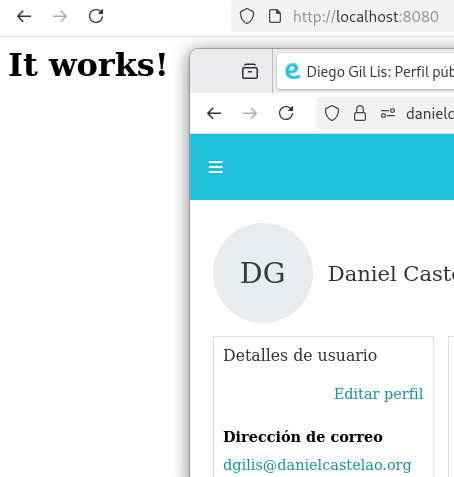 http://localhost:8080
It works!
Diego Gil Lis: Perfil púb
danielc
DG
Daniel Caste
Detalles de usuario
Editar perfil
Dirección de correo
dgilis@danielcastelao.org